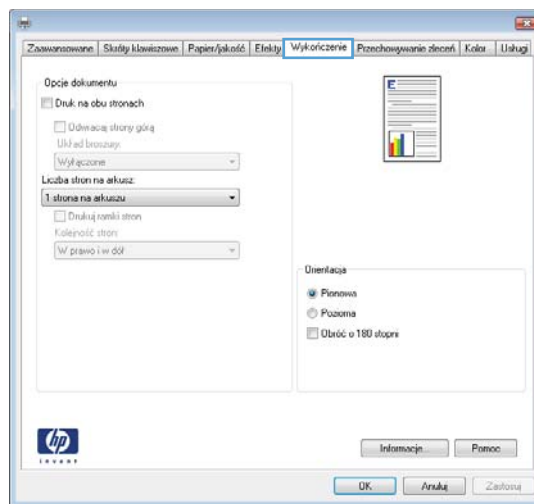 Zaawansowane Skróty klawiszowe Papier/jakość Efekty Wykończenie Przechowywanie zleceń Kolor Usługi
Opcje dokumentu
Druk na obu stronach
Odwracaj strony górą
Układ broszury:
Wyłączone
Liczba stron na arkusz:
1 strona na arkuszu
Drukuj ramki stron
Kolejność stron:
W prawo i w dół
E
Orientacja
Pionowa
Pozioma
Obróć o 180 stopni
hp
invent
Informacje... Pomoc
OK Anuluj Zastosuj